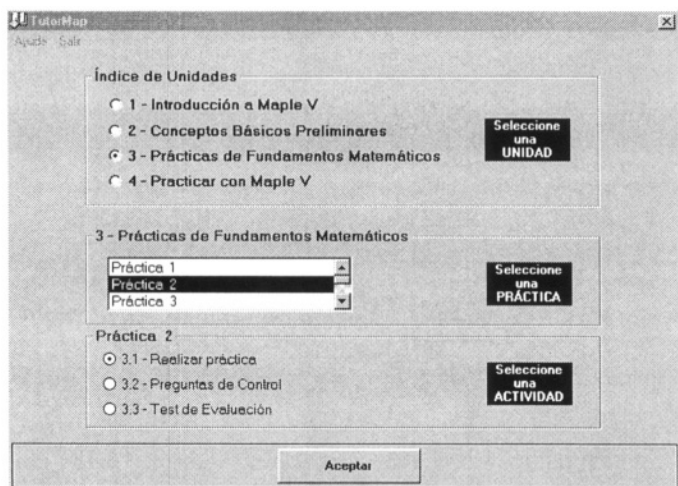 TutorMap
Ayuda Salir
Índice de Unidades
1 - Introducción a Maple V
2 - Conceptos Básicos Preliminares
3 - Prácticas de Fundamentos Matemáticos
4 - Practicar con Maple V
Seleccione
una
UNIDAD
3 - Prácticas de Fundamentos Matemáticos
Práctica 1
Práctica 2
Práctica 3
Seleccione
una
PRÁCTICA
Práctica 2
3.1 - Realizar práctica
3.2 - Preguntas de Control
3.3 - Test de Evaluación
Seleccione
una
ACTIVIDAD
Aceptar